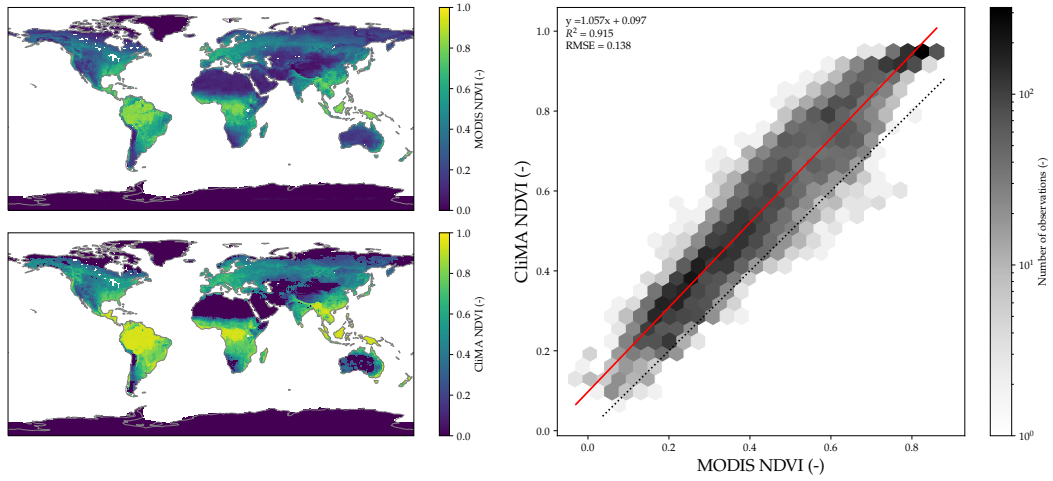 1.0
0.8
0.6
0.4
0.2
0.0
MODIS NDVI (-)
1.0
0.8
0.6
0.4
0.2
0.0
CliMA NDVI (-)
y =1.057x + 0.097
R² = 0.915
RMSE = 0.138
1.0
0.8
0.6
0.4
0.2
0.0
CliMA NDVI (-)
0.0 0.2 0.4 0.6 0.8
MODIS NDVI (-)
10²
10¹
10⁰
Number of observations (-)